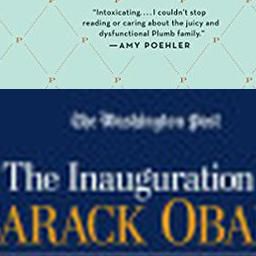 "Intoxicating.... I couldn't stop
reading or caring about the juicy and
dysfunctional Plumb family."
—AMY POEHLER
P P P
P P
The Washington Post
The Inauguration
ARACK OBA